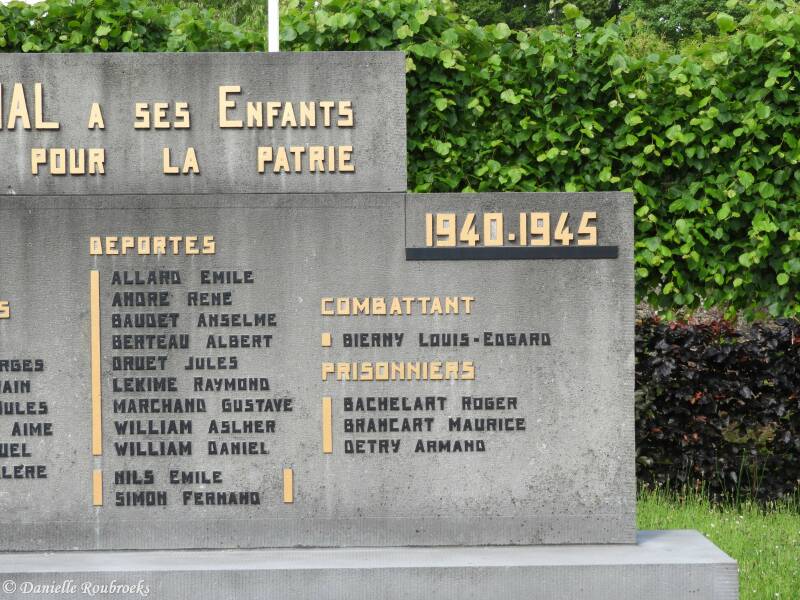 A SES ENFANTS
POUR LA PATRIE
DEPORTES
ALLARD EMILE
ANDRE RENE
BAUDET ANSELME
BERTEAU ALBERT
DRUET JULES
LEKIME RAYMOND
MARCHAND GUSTAVE
WILLIAM ASLHER
WILLIAM DANIEL
NILS EMILE
SIMON FERNAND
AIME
1940-1945
COMBATTANT
BIERNY LOUIS-EDGARD
PRISONNIERS
BACHELART ROGER
BRANCART MAURICE
DETRY ARMAND
© Danielle Roubroeks